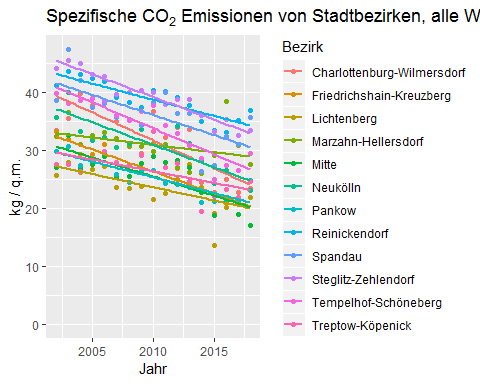 Spezifische CO₂ Emissionen von Stadtbezirken, alle W
kg / q.m.
40
30
20
10
0
2005
2010
2015
Jahr
Bezirk
Charlottenburg-Wilmersdorf
Friedrichshain-Kreuzberg
Lichtenberg
Marzahn-Hellersdorf
Mitte
Neukölln
Pankow
Reinickendorf
Spandau
Steglitz-Zehlendorf
Tempelhof-Schöneberg
Treptow-Köpenick